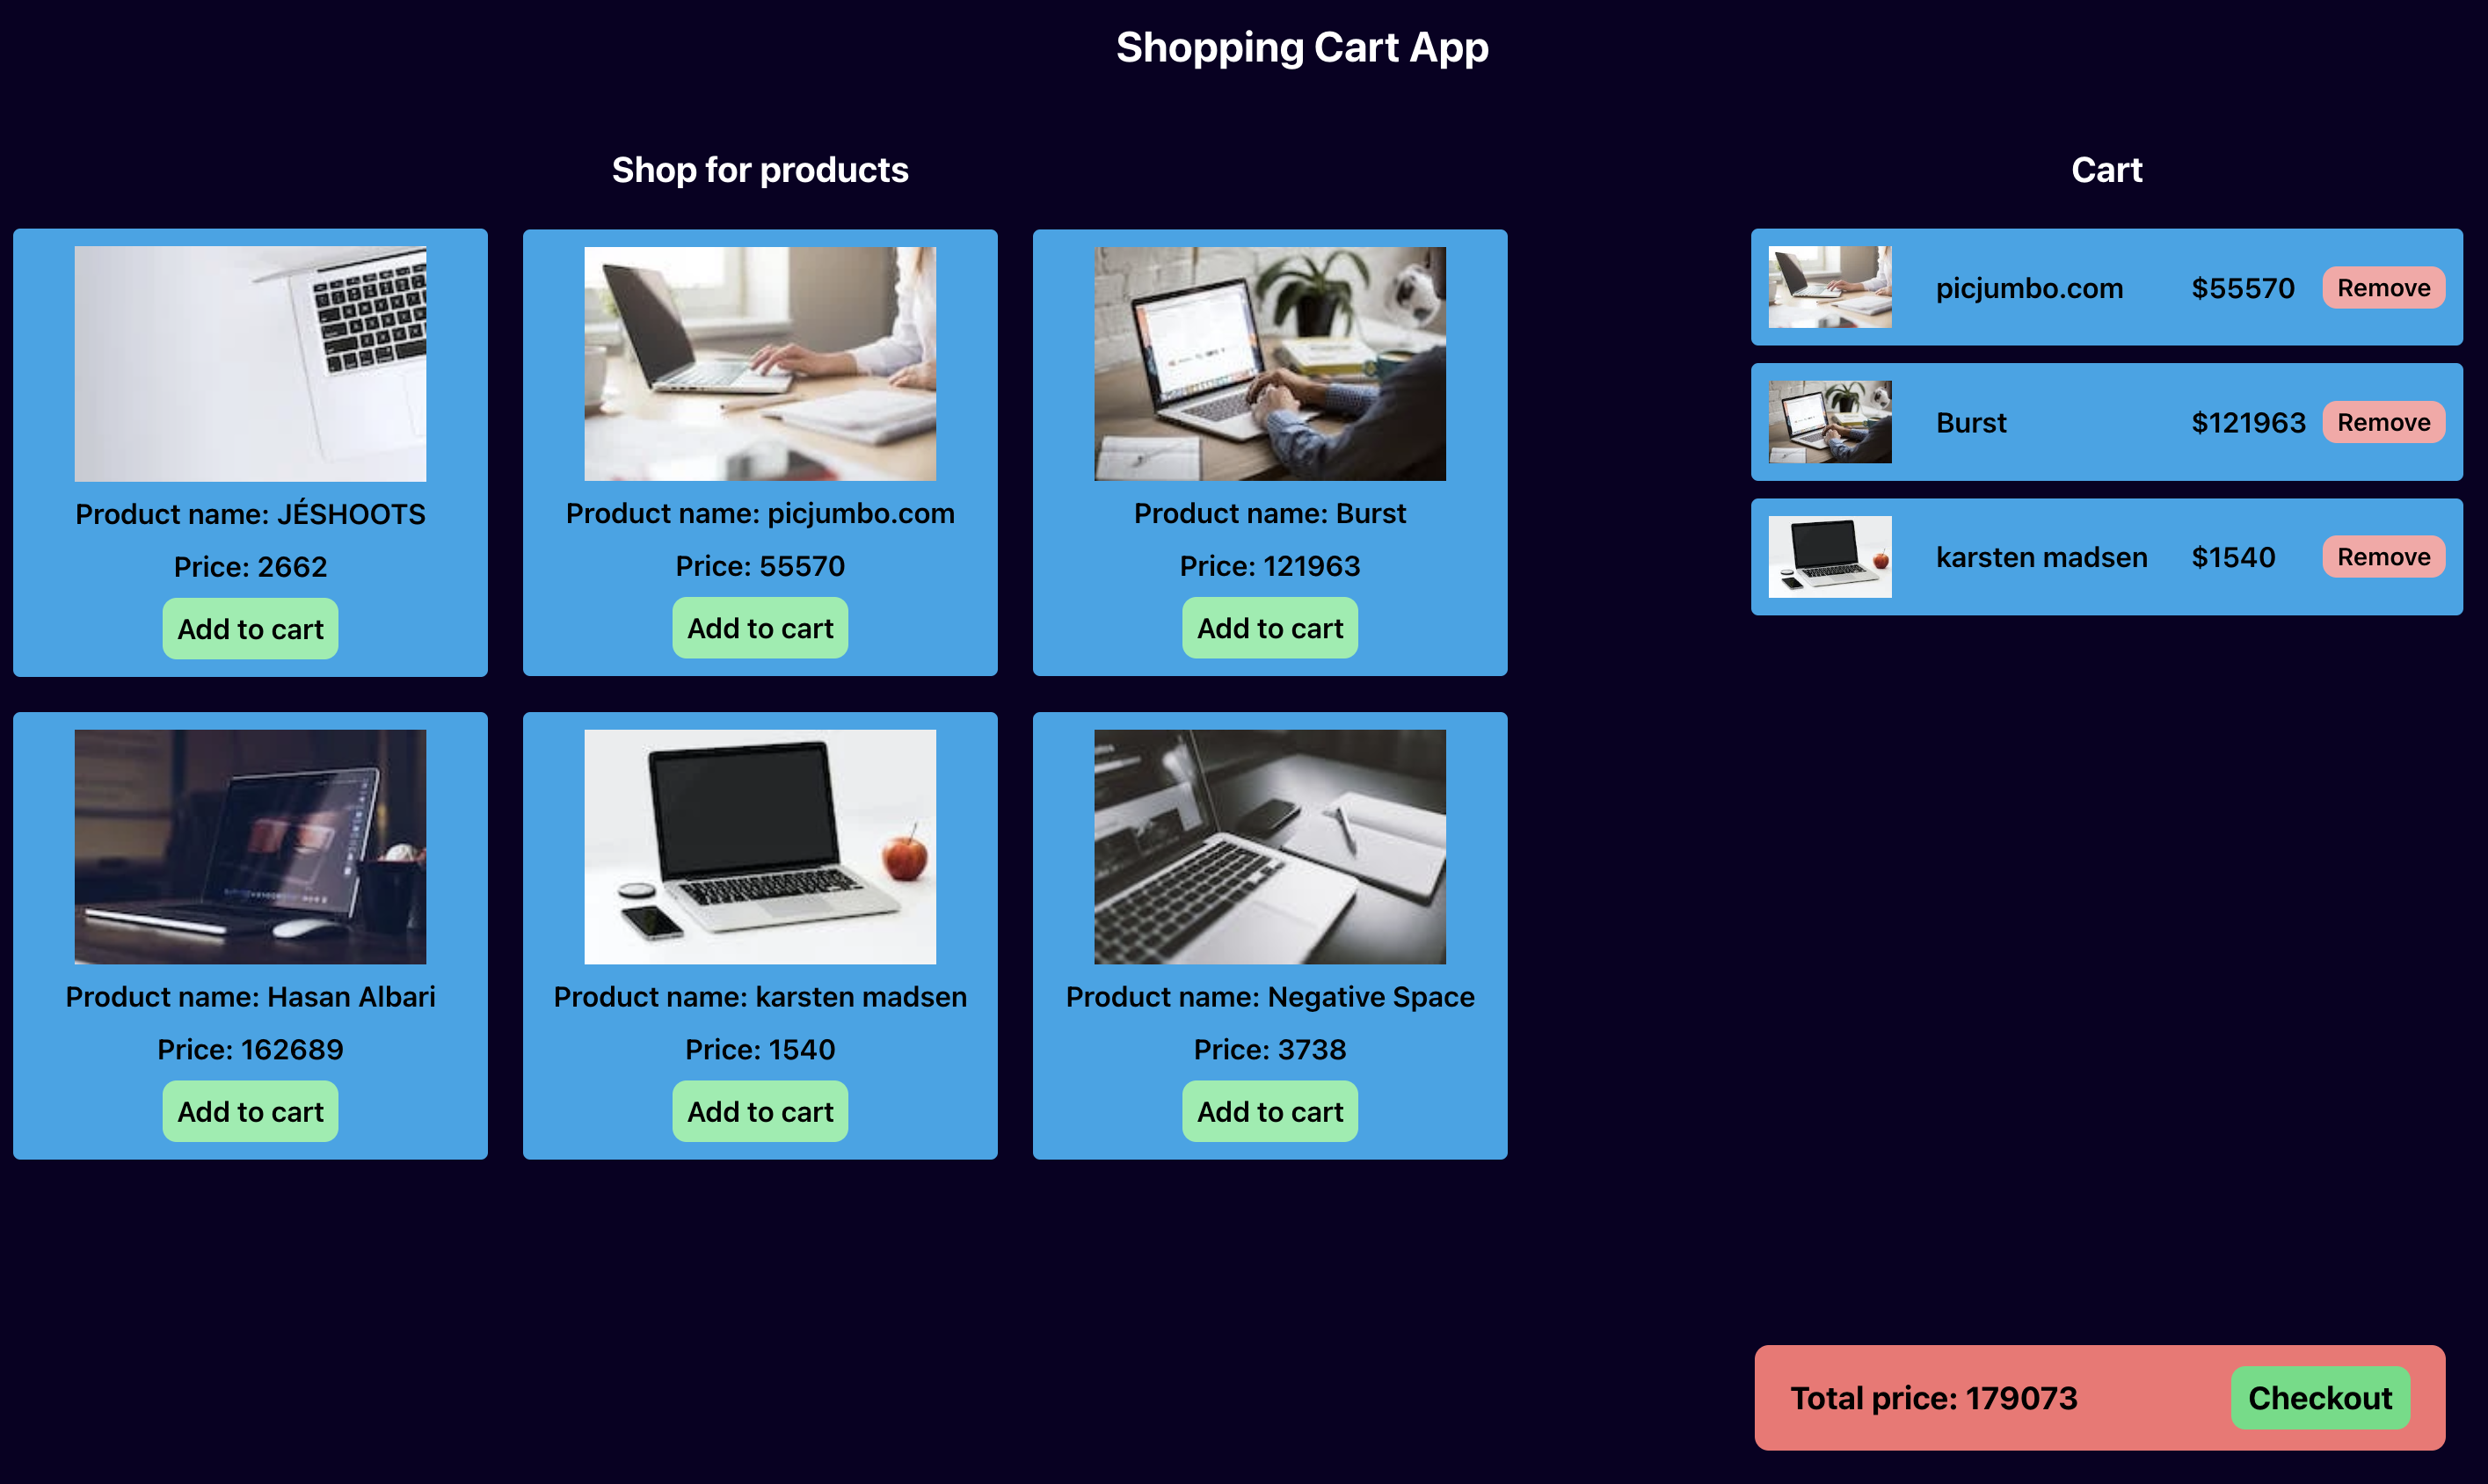 Shopping Cart App
Shop for products
Product name: JÉSHOOTS
Price: 2662
Add to cart
Product name: picjumbo.com
Price: 55570
Add to cart
Product name: Burst
Price: 121963
Add to cart
Product name: Hasan Albari
Price: 162689
Add to cart
Product name: karsten madsen
Price: 1540
Add to cart
Product name: Negative Space
Price: 3738
Add to cart
Cart
picjumbo.com $55570 Remove
Burst $121963 Remove
karsten madsen $1540 Remove
Total price: 179073 Checkout